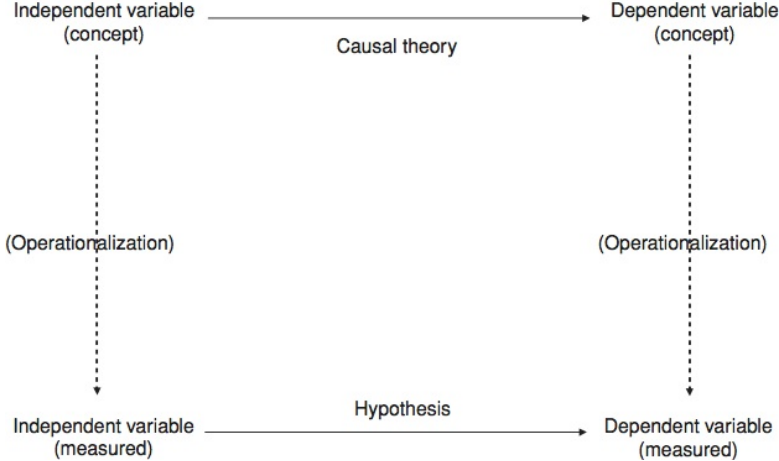 Independent variable
(concept)
Causal theory
Dependent variable
(concept)
(Operationalization)
(Operationalization)
Independent variable
(measured)
Hypothesis
Dependent variable
(measured)